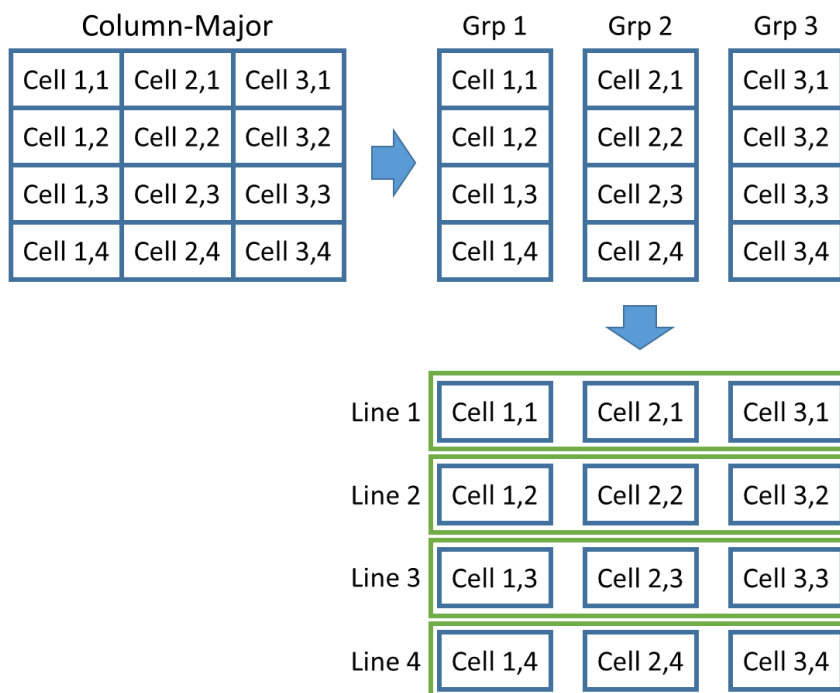 Column-Major
Cell 1,1 Cell 2,1 Cell 3,1
Cell 1,2 Cell 2,2 Cell 3,2
Cell 1,3 Cell 2,3 Cell 3,3
Cell 1,4 Cell 2,4 Cell 3,4
Grp 1 Grp 2 Grp 3
Cell 1,1 Cell 2,1 Cell 3,1
Cell 1,2 Cell 2,2 Cell 3,2
Cell 1,3 Cell 2,3 Cell 3,3
Cell 1,4 Cell 2,4 Cell 3,4
Line 1 Cell 1,1 Cell 2,1 Cell 3,1
Line 2 Cell 1,2 Cell 2,2 Cell 3,2
Line 3 Cell 1,3 Cell 2,3 Cell 3,3
Line 4 Cell 1,4 Cell 2,4 Cell 3,4